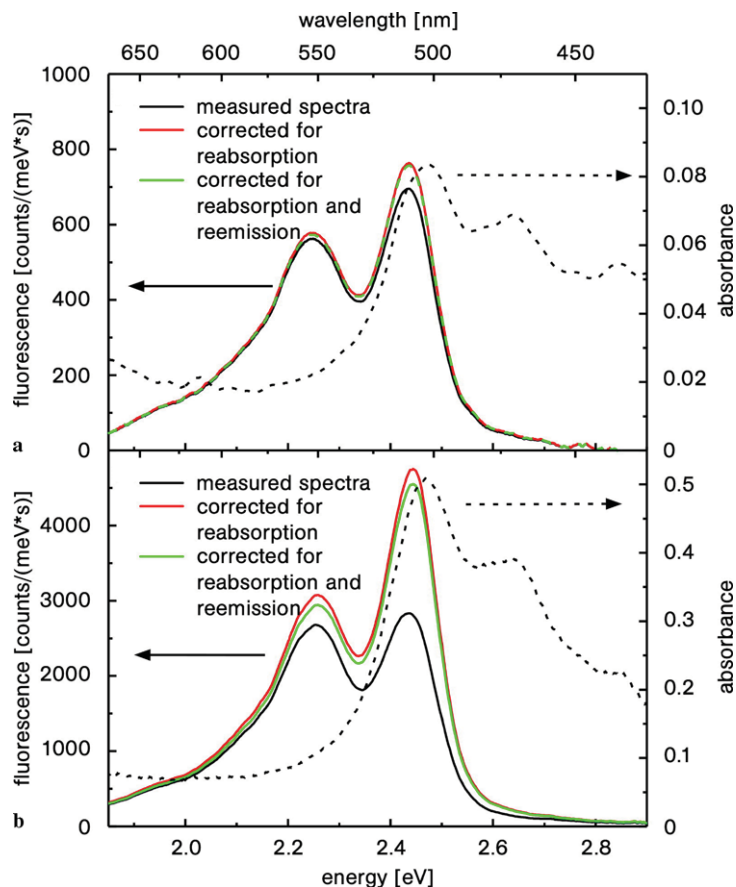 wavelength [nm]
650 600 550 500 450
1000
800
600
400
200
0
fluorescence [counts/(meV*s)]
measured spectra
corrected for
reabsorption
corrected for
reabsorption and
reemission
0.10
0.08
0.06
0.04
0.02
0
absorbance
a
4000
3000
2000
1000
0
fluorescence [counts/(meV*s)]
measured spectra
corrected for
reabsorption
corrected for
reabsorption and
reemission
0.5
0.4
0.3
0.2
0.1
0
absorbance
b
2.0 2.2 2.4 2.6 2.8
energy [eV]